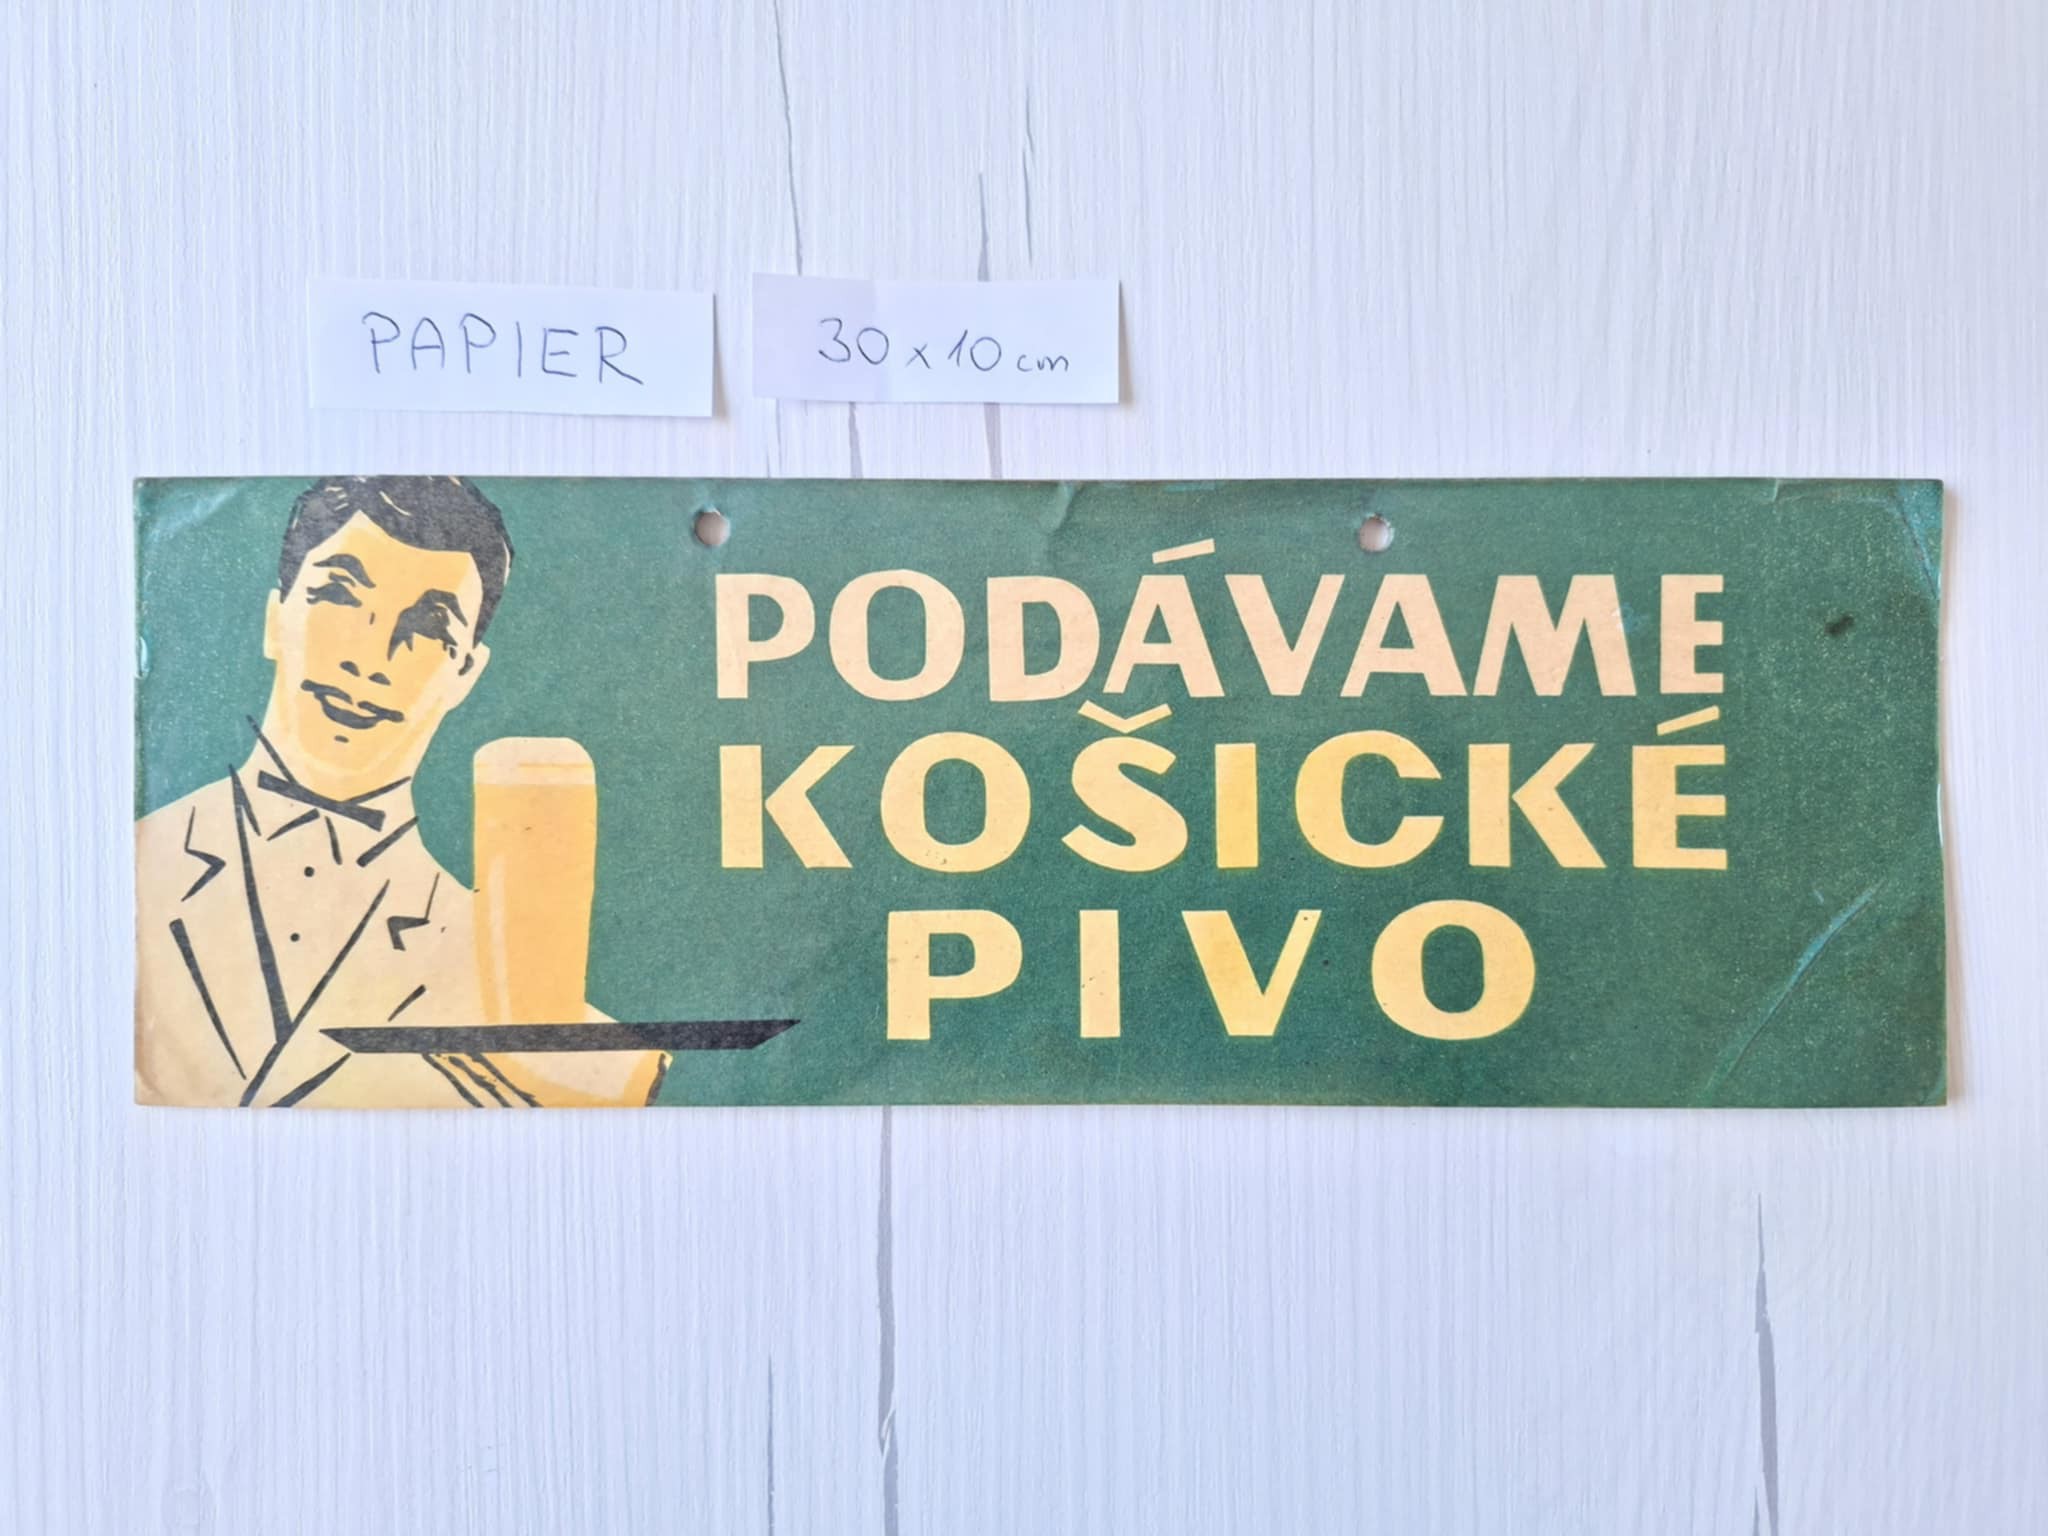 PAPIER
30 x 10 cm
PODÁVAME
KOŠICKÉ
PIVO